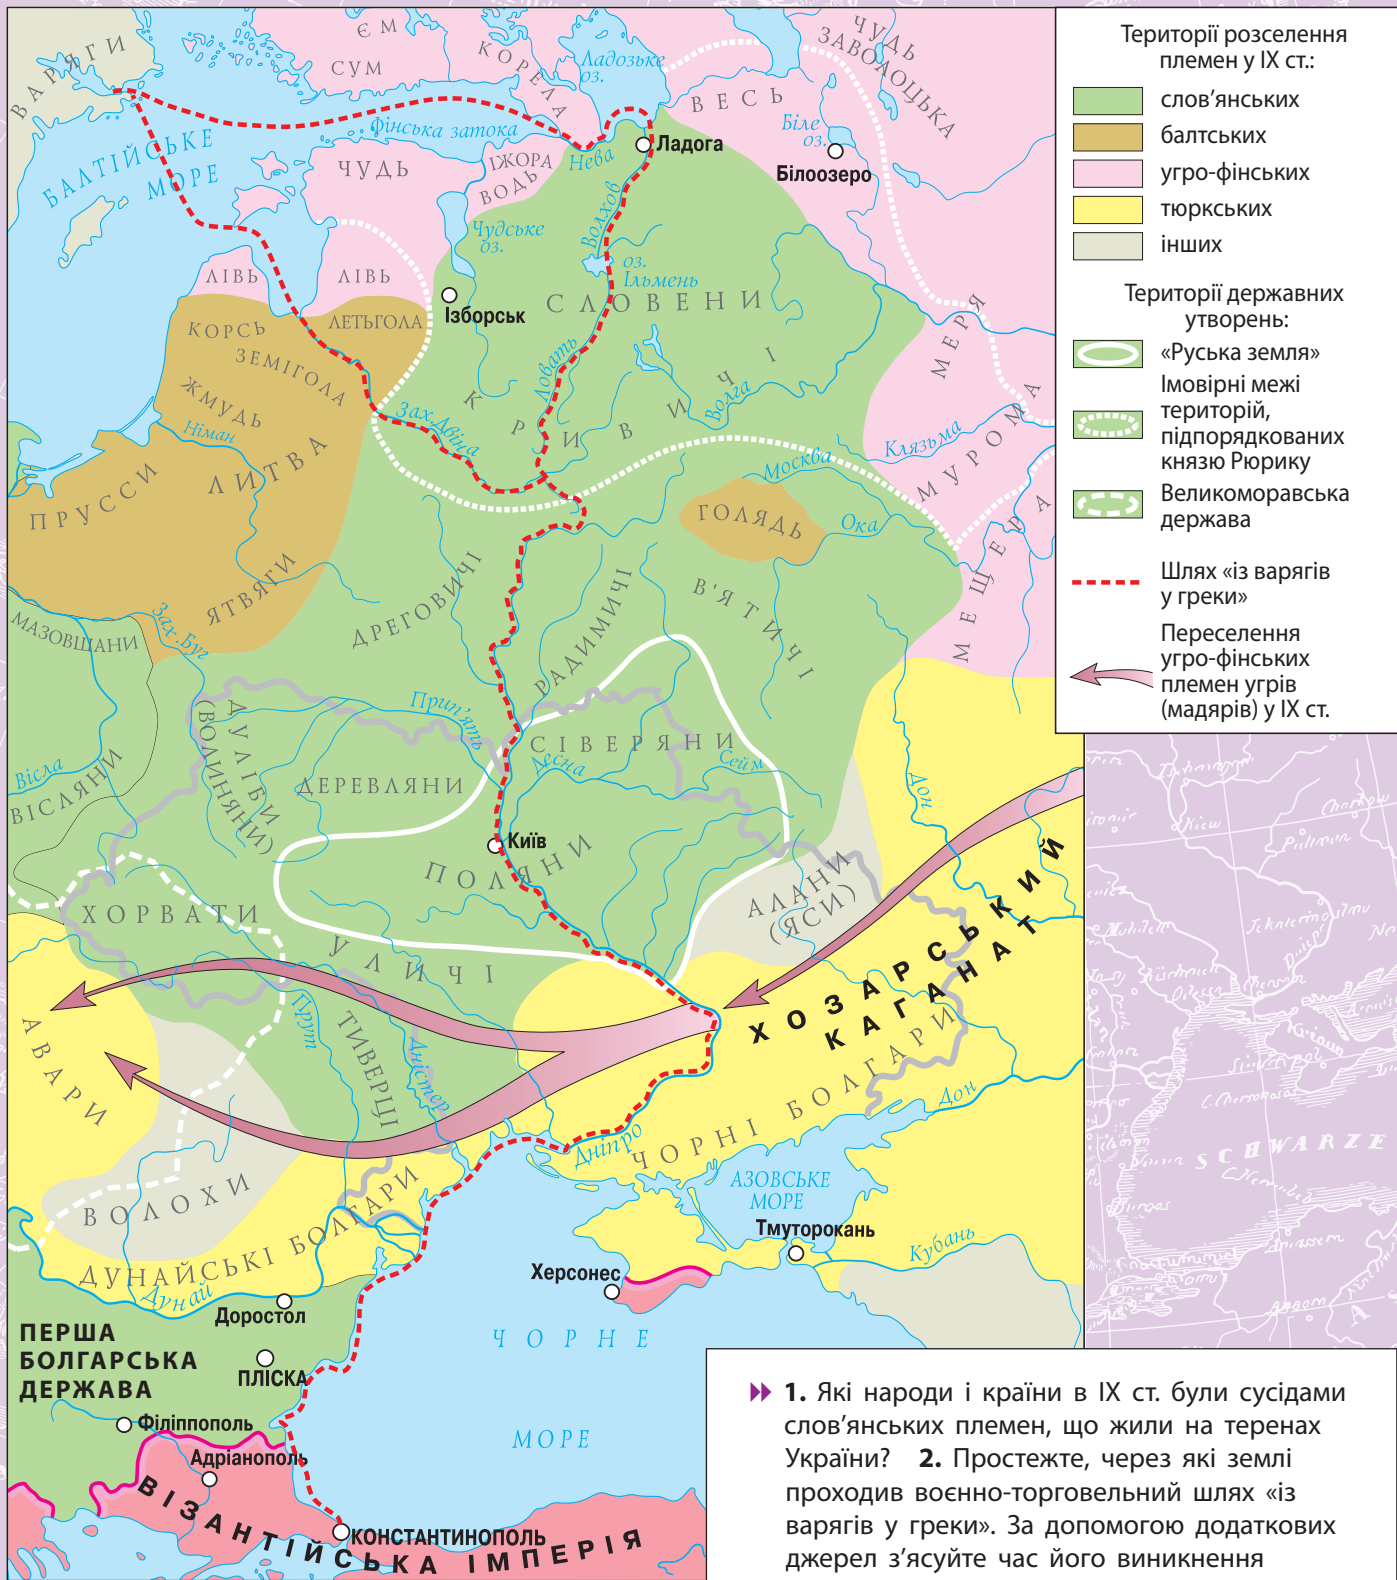 Території розселення
племен у ІХ ст.:
слов’янських
балтських
угро-фінських
тюркських
інших
Території державних
утворень:
«Руська земля»
Імовірні межі
територій,
підпорядкованих
князю Рюрику
Великоморавська
держава
Шлях «із варягів
у греки»
Переселення
угро-фінських
племен угрів
(мадярів) у ІХ ст.
ВАРЯГИ
ЄМ
СУМ
КОРЕЛА
Ладозьке
оз.
ЧУДЬ
ЗАВОЛОЦЬКА
ВЕСЬ
Біле
оз.
Білоозеро
Ладога
Фінська затока
Нева
ІЖОРА
ВОДЬ
ЧУДЬ
БАЛТІЙСЬКЕ
МОРЕ
Чудське
оз.
Волхов
оз.
Ільмень
ЛІВЬ
ЛІВЬ
Ізборськ
СЛОВЕНИ
КОРСЬ
ЛЕТЬГОЛА
ЗЕМІГОЛА
ЖМУДЬ
Німан
ЛИТВА
ПРУССИ
Зах. Двіна
Ловать
КРИВИЧІ
Волга
МЕРЯ
Клязьма
МУРОМА
Москва
МЕЩЕРА
ГОЛЯДЬ
Ока
ЯТВЯГИ
Зах. Буг
МАЗОВШАНИ
ДРЕГОВИЧІ
РАДИМИЧІ
В'ЯТИЧІ
Прип'ять
ДУЛІБИ
(ВОЛИНЯНИ)
СІВЕРЯНИ
Десна
Сейм
Дон
Вісла
ВІСЛЯНИ
ДЕРЕВЛЯНИ
Київ
ПОЛЯНИ
АЛАНИ
(ЯСИ)
ХОЗАРСЬКИЙ
КАГАНАТ
ХОРВАТИ
УЛИЧІ
АВАРИ
Прут
ТИВЕРЦІ
Дністер
ЧОРНІ БОЛГАРИ
Дон
Дніпро
АЗОВСЬКЕ
МОРЕ
ВОЛОХИ
ДУНАЙСЬКІ БОЛГАРИ
Дунай
Тмуторокань
Кубань
Херсонес
Доростол
ПЕРША
БОЛГАРСЬКА
ДЕРЖАВА
ПЛІСКА
ЧОРНЕ
МОРЕ
Філіппополь
Адріанополь
ВІЗАНТІЙСЬКА ІМПЕРІЯ
КОНСТАНТИНОПОЛЬ
SCHWARZE
1. Які народи і країни в ІХ ст. були сусідами
слов’янських племен, що жили на теренах
України? 2. Простежте, через які землі
проходив воєнно-торговельний шлях «із
варягів у греки». За допомогою додаткових
джерел з’ясуйте час його виникнення